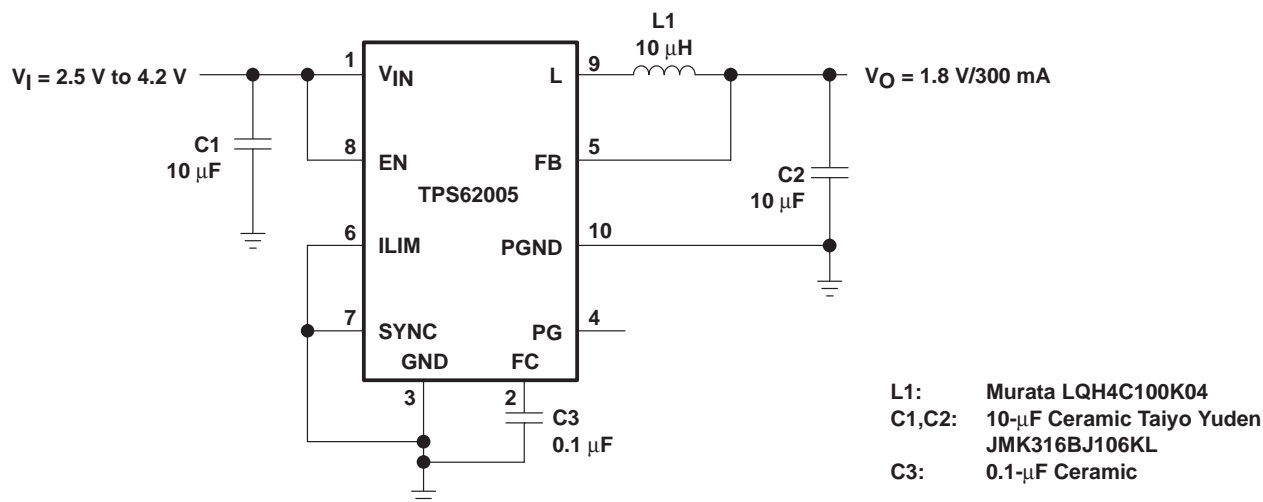 L1
10 μH
V_I = 2.5 V to 4.2 V
1
V_IN
L
9
V_O = 1.8 V/300 mA
C1
10 μF
8
EN
FB
5
C2
10 μF
TPS62005
6
ILIM
PGND
10
7
SYNC
PG
4
GND
FC
3
2
C3
0.1 μF
L1: Murata LQH4C100K04
C1,C2: 10-μF Ceramic Taiyo Yuden
JMK316BJ106KL
C3: 0.1-μF Ceramic